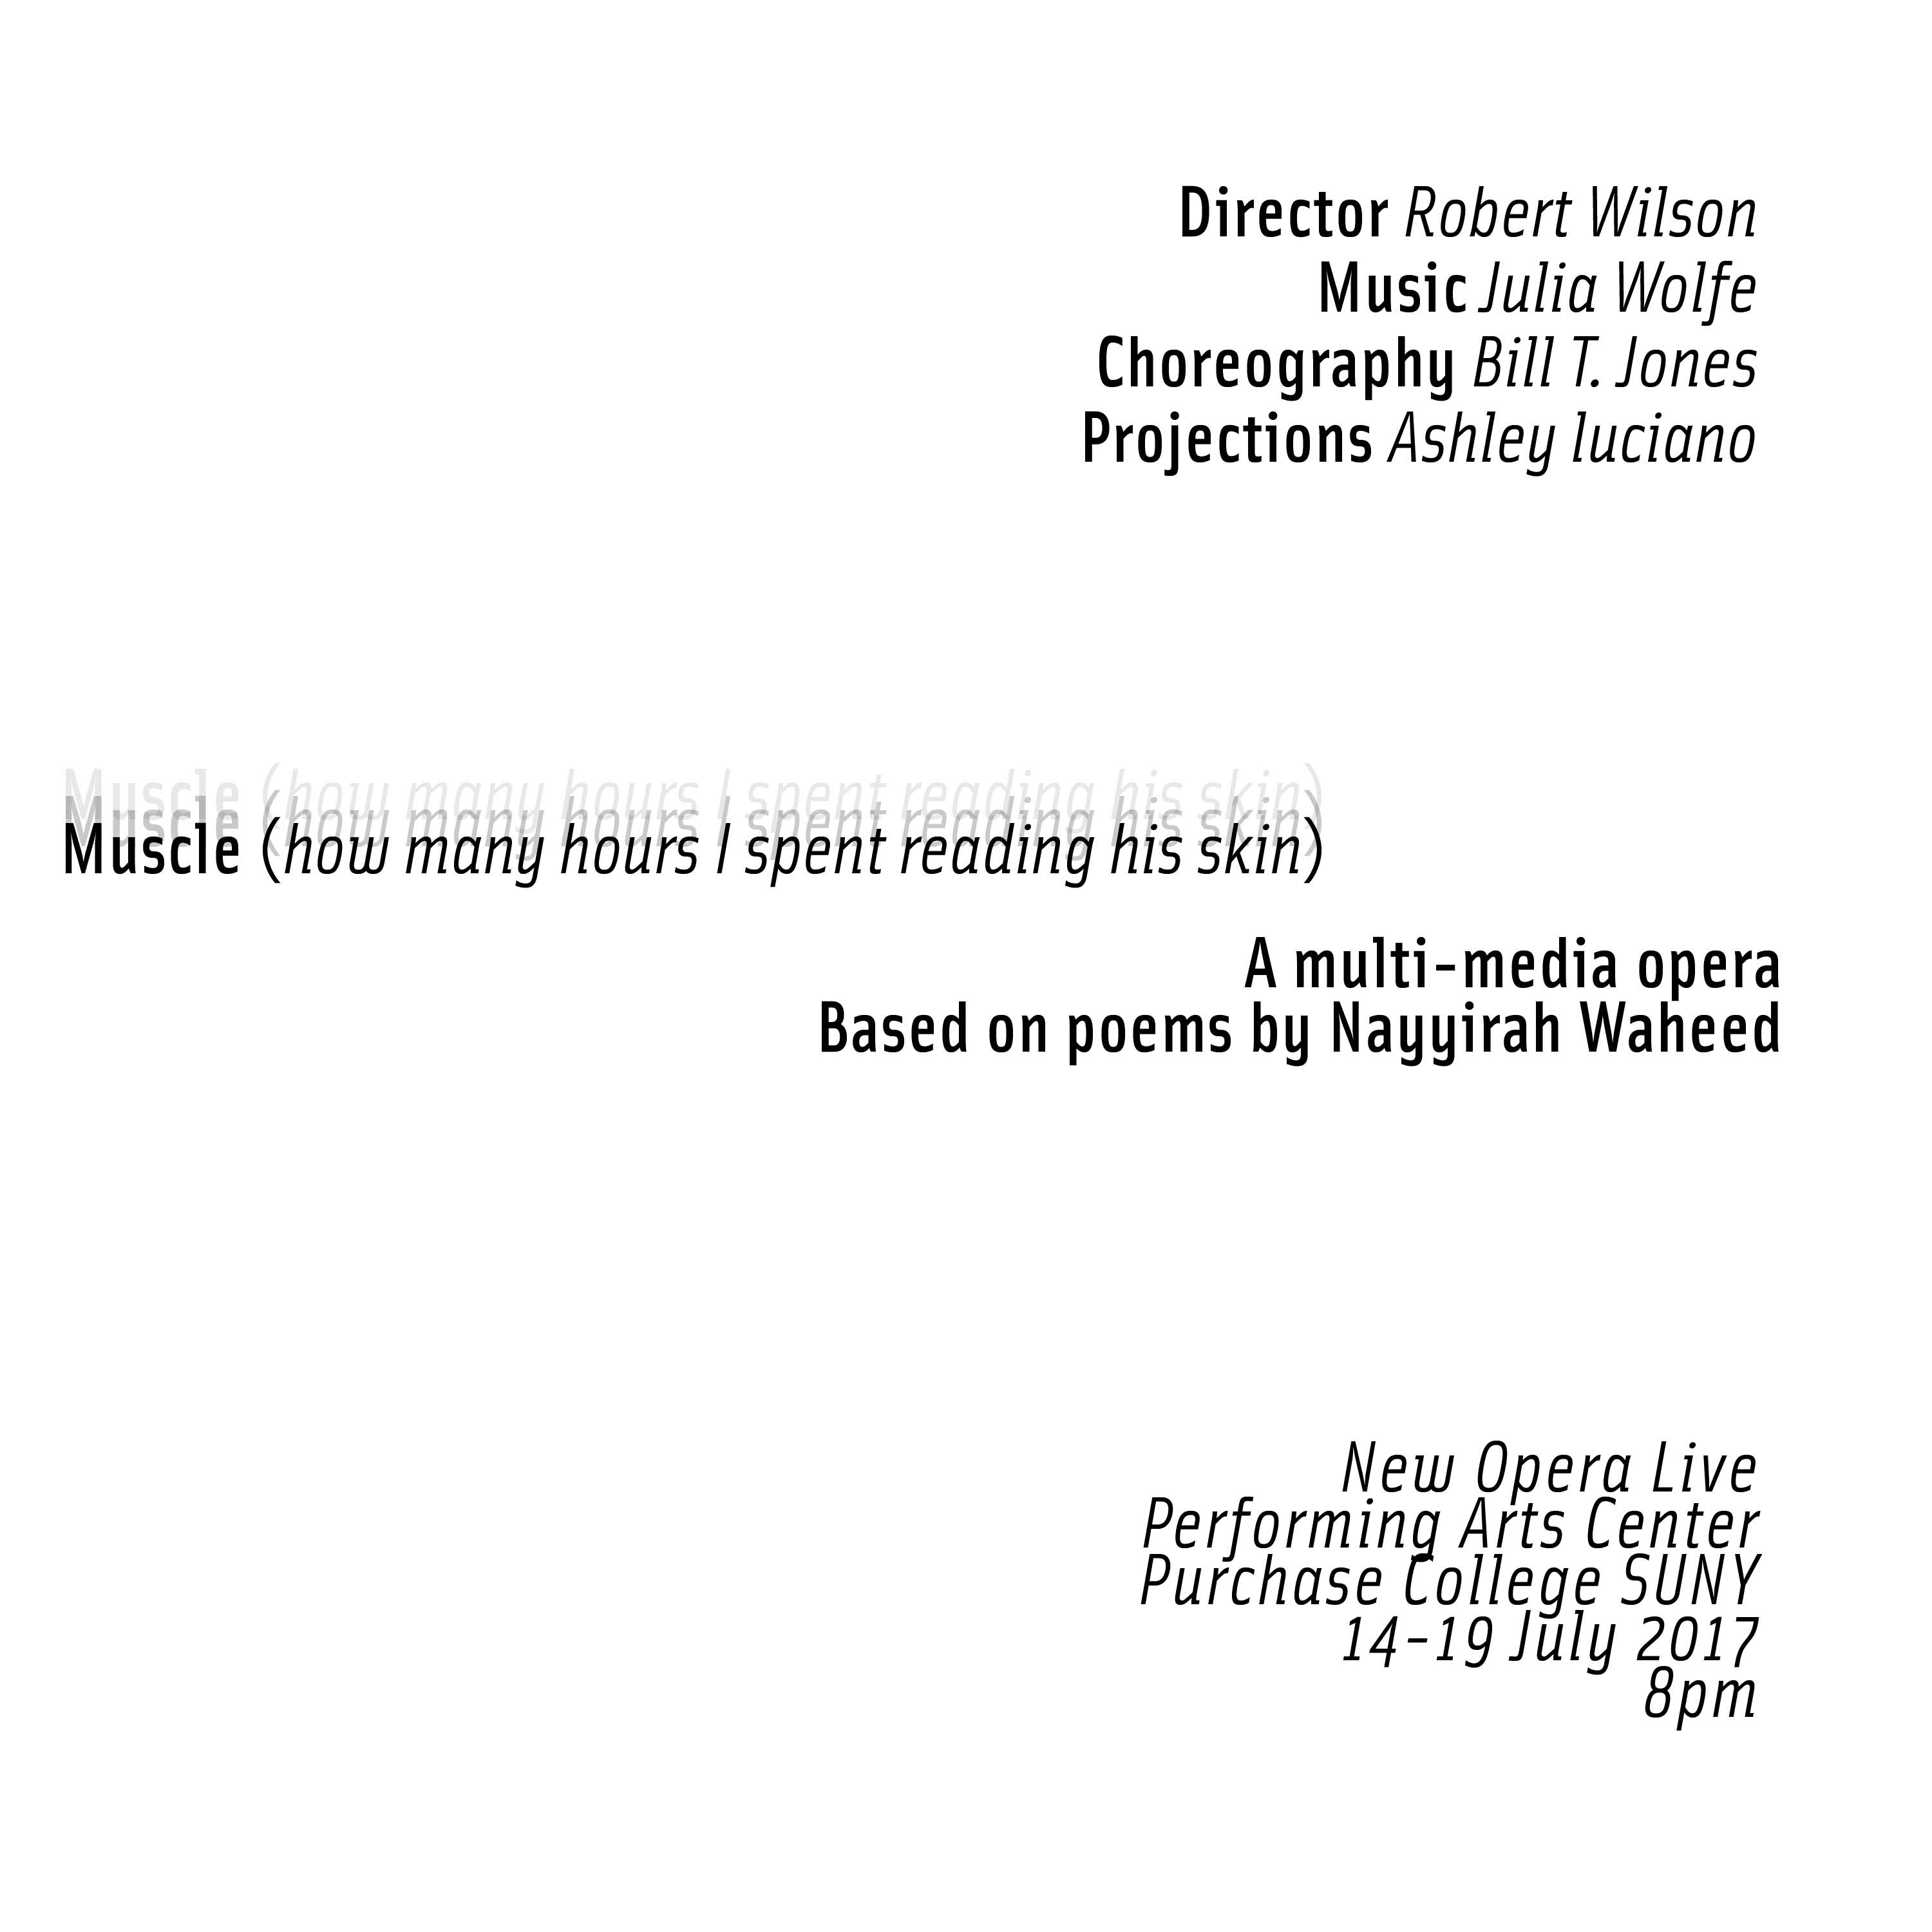 Director Robert Wilson
Music Julia Wolfe
Choreography Bill T. Jones
Projections Ashley luciano
Muscle (how many hours I spent reading his skin)
Muscle (how many hours I spent reading his skin)
Muscle (how many hours I spent reading his skin)
A multi-media opera
Based on poems by Nayyirah Waheed
New Opera Live
Performing Arts Center
Purchase College SUNY
14-19 July 2017
8pm